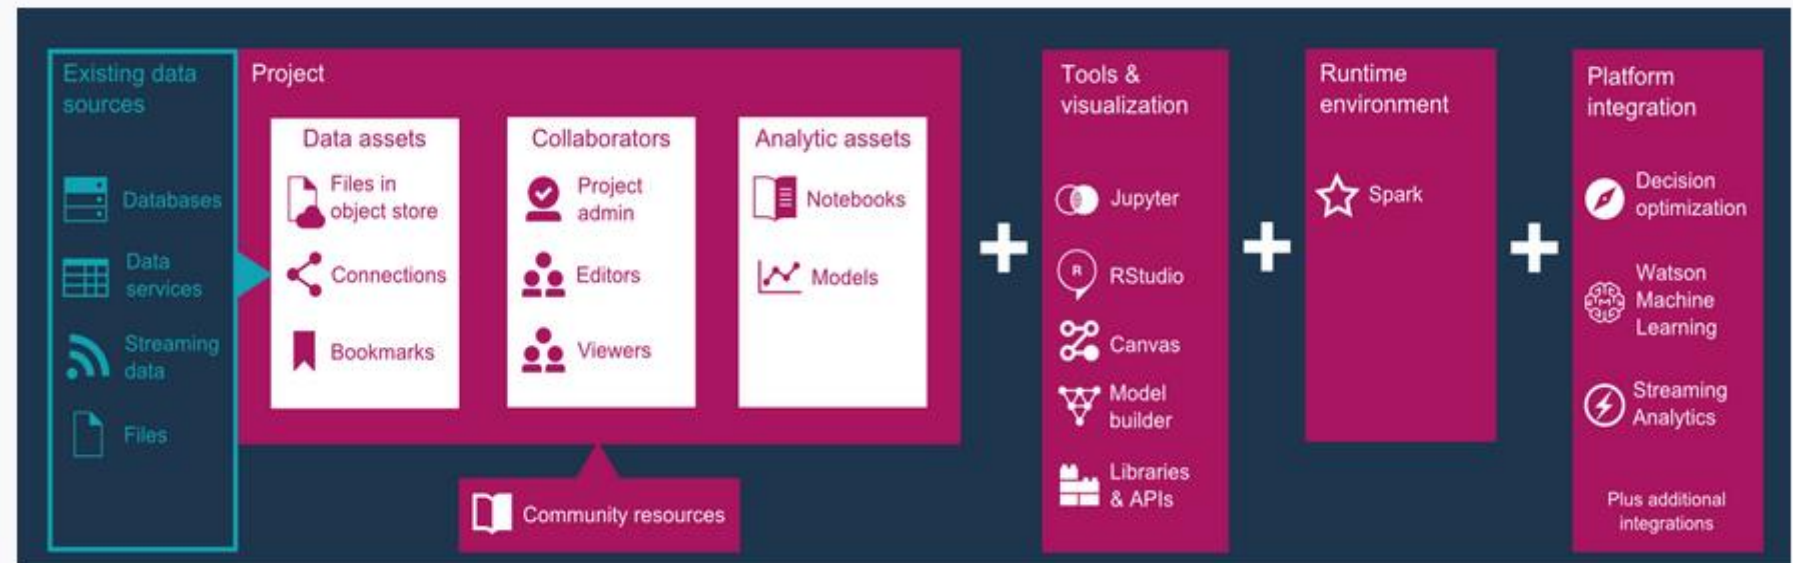 Existing data
sources
Databases
Data
services
Streaming
data
Files
Project
Data assets
Files in
object store
Connections
Bookmarks
Collaborators
Project
admin
Editors
Viewers
Analytic assets
Notebooks
Models
Community resources
Tools &
visualization
Jupyter
R
RStudio
Canvas
Model
builder
Libraries
& APIs
Runtime
environment
Spark
Platform
integration
Decision
optimization
Watson
Machine
Learning
Streaming
Analytics
Plus additional
integrations